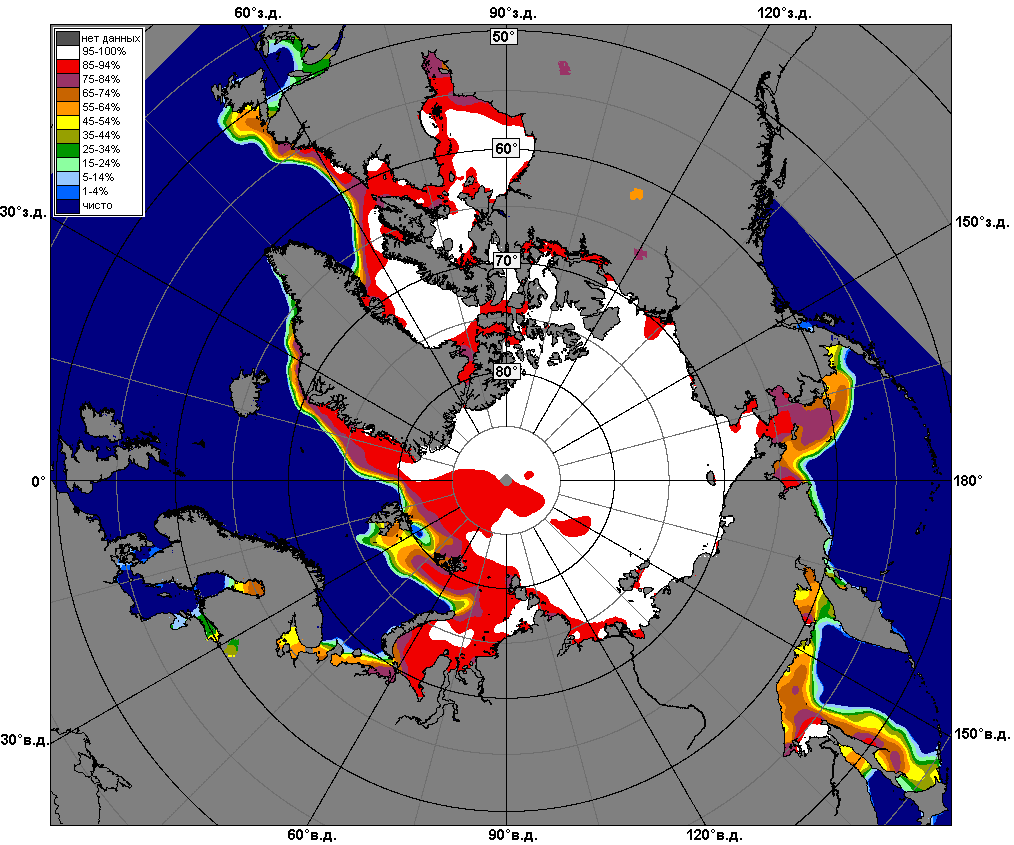 60°з.д.
90°з.д.
120°з.д.
50°
нет данных
95-100%
85-94%
75-84%
65-74%
55-64%
45-54%
35-44%
25-34%
15-24%
5-14%
1-4%
чисто
60°
30°з.д.
150°з.д.
70°
80°
0°
180°
30°в.д.
150°в.д.
60°в.д.
90°в.д.
120°в.д.